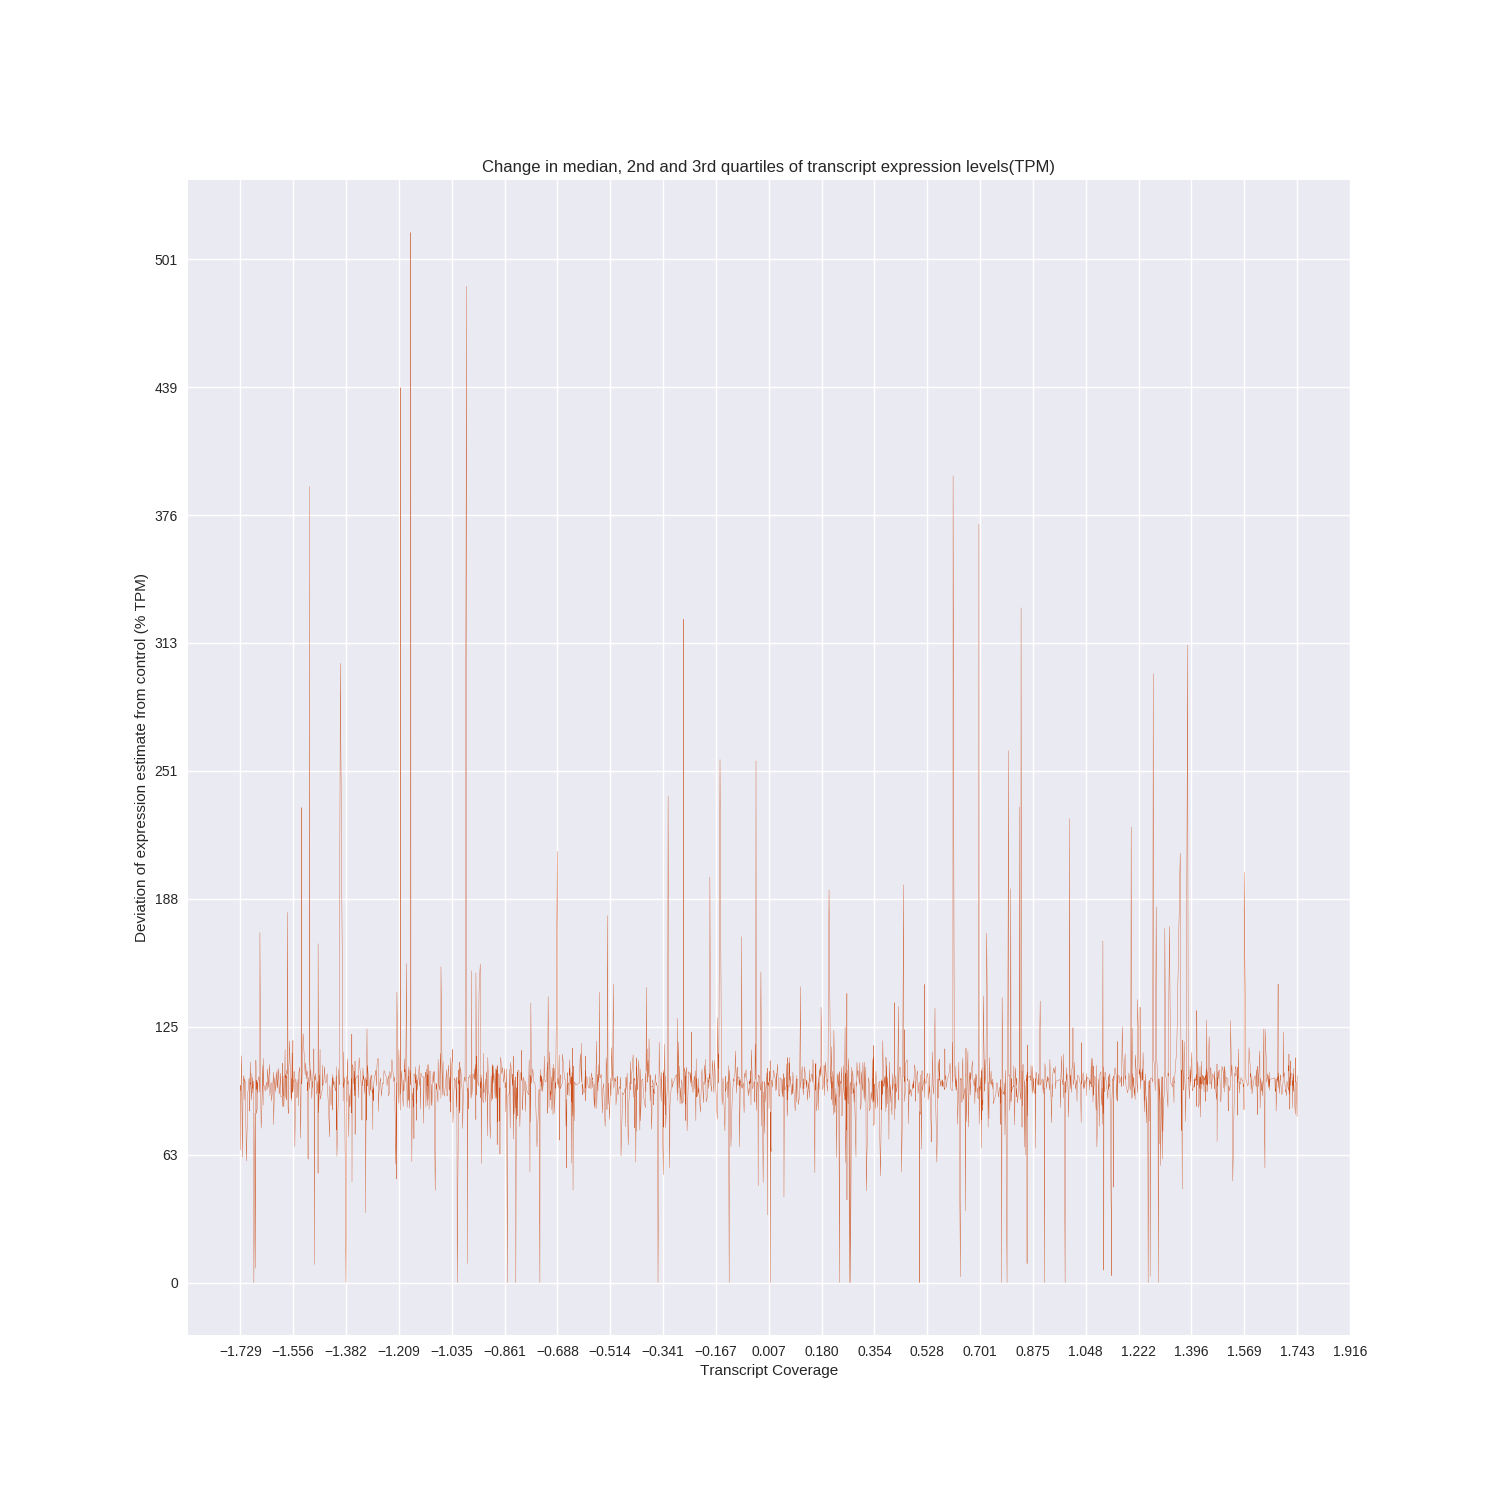 Change in median, 2nd and 3rd quartiles of transcript expression levels(TPM)
501
439
376
313
251
188
125
63
0
Deviation of expression estimate from control (% TPM)
−1.729 −1.556 −1.382 −1.209 −1.035 −0.861 −0.688 −0.514 −0.341 −0.167 0.007 0.180 0.354 0.528 0.701 0.875 1.048 1.222 1.396 1.569 1.743 1.916
Transcript Coverage